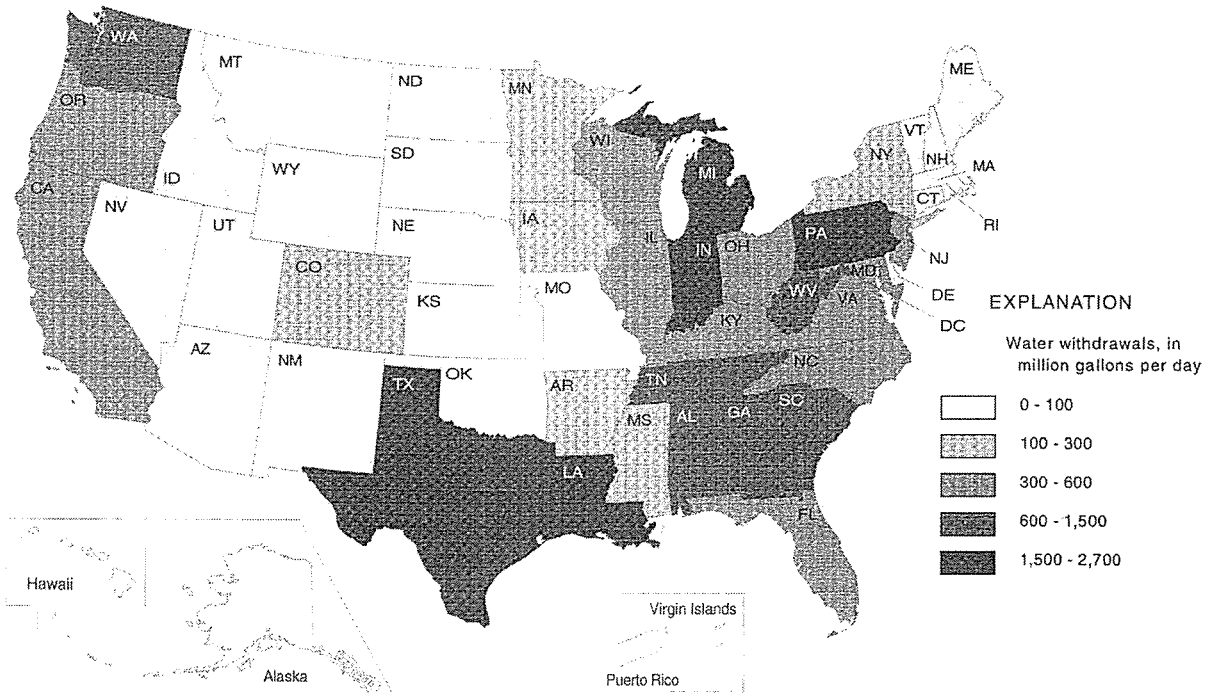 WA
MT
ND
MN
ME
OR
VT
WI
NY
NH
MA
SD
ID
WY
MI
CA
CT
NV
IA
RI
UT
NE
PA
IL
IN
OH
NJ
CO
MD
MO
WV
VA
DE
KS
DC
KY
AZ
NM
NC
OK
TX
AR
TN
SC
MS
AL
GA
LA
FL
EXPLANATION
Water withdrawals, in
million gallons per day
0 - 100
100 - 300
300 - 600
600 - 1,500
1,500 - 2,700
Hawaii
Alaska
Virgin Islands
Puerto Rico